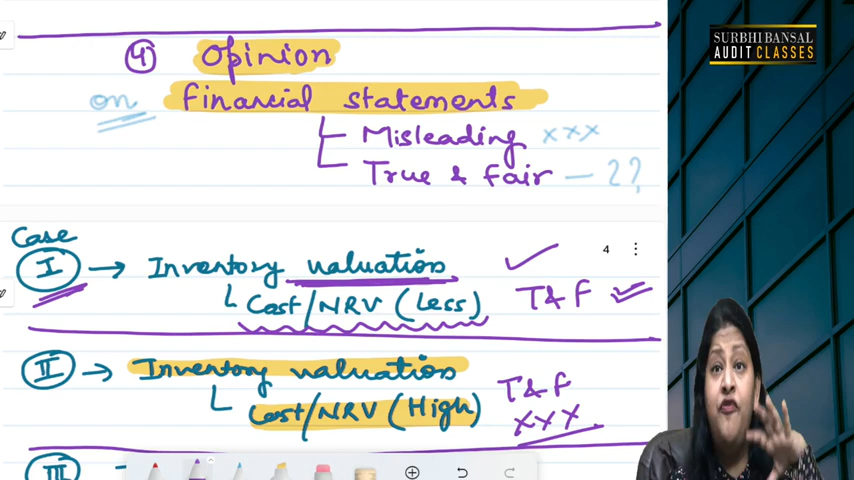 SURBHI BANSAL
AUDIT CLASSES
④ Opinion
on financial statements
Misleading xxx
True & Fair — ??
Case
I → Inventory valuation ✓ 4
Cost/NRV (Less) T&F ✓
II → Inventory valuation T&F
Cost/NRV (High) xxx
III →